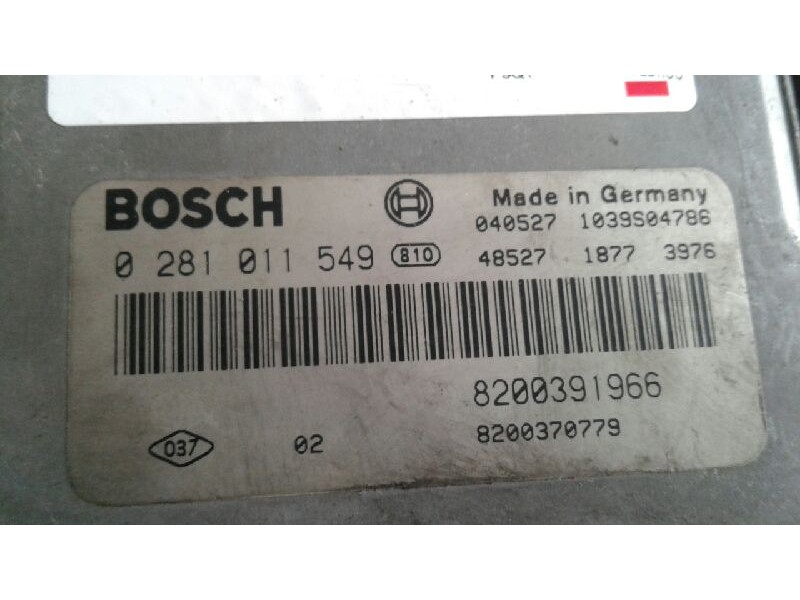 BOSCH
Made in Germany
040527 1039S04786
0 281 011 549 810
48527 1877 3976
8200391966
037 02 8200370779